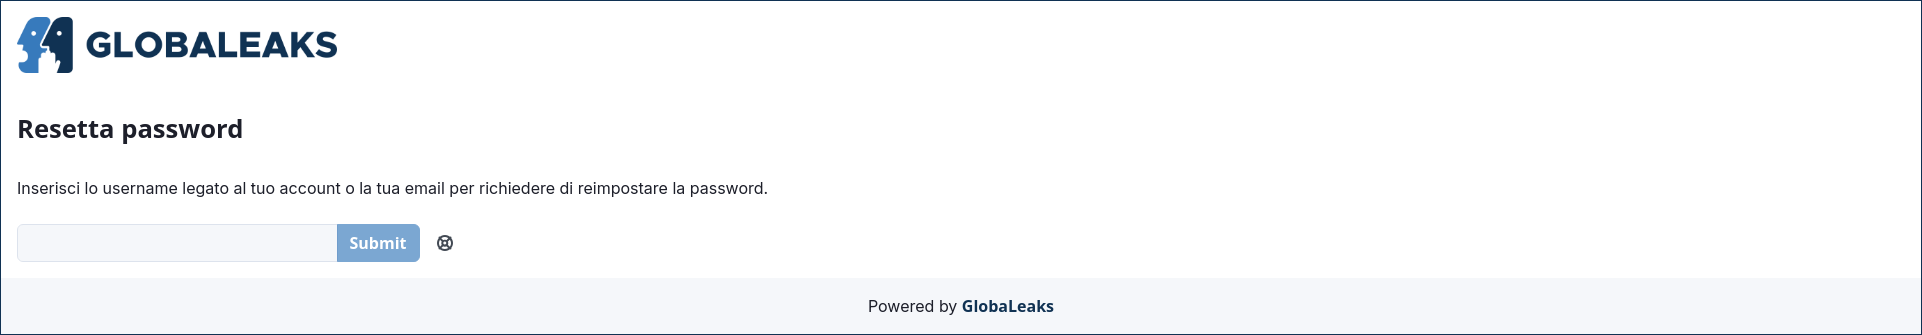 GLOBALEAKS
Resetta password
Inserisci lo username legato al tuo account o la tua email per richiedere di reimpostare la password.
Submit
Powered by GlobaLeaks